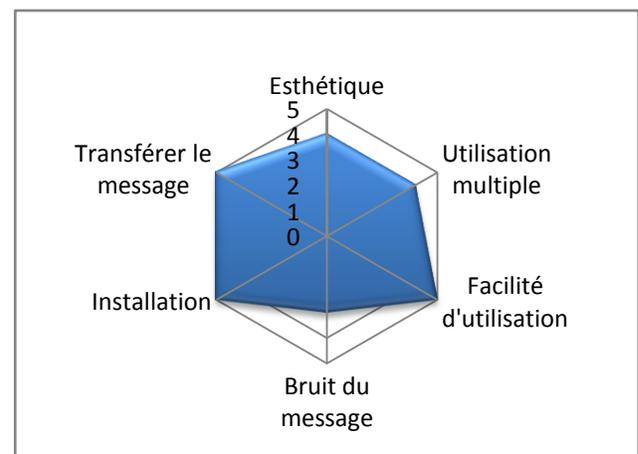 Esthétique
5
4
3
2
1
0
Utilisation
multiple
Facilité
d'utilisation
Bruit du
message
Installation
Transférer le
message